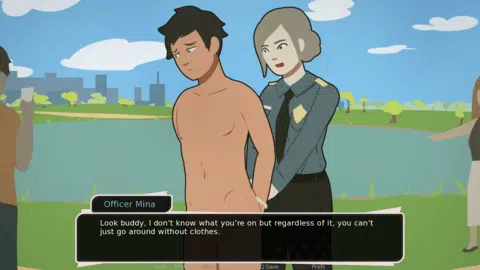 Officer Mina
Look buddy, I don't know what you're on but regardless of it, you can't
just go around without clothes.
Save
Prefs